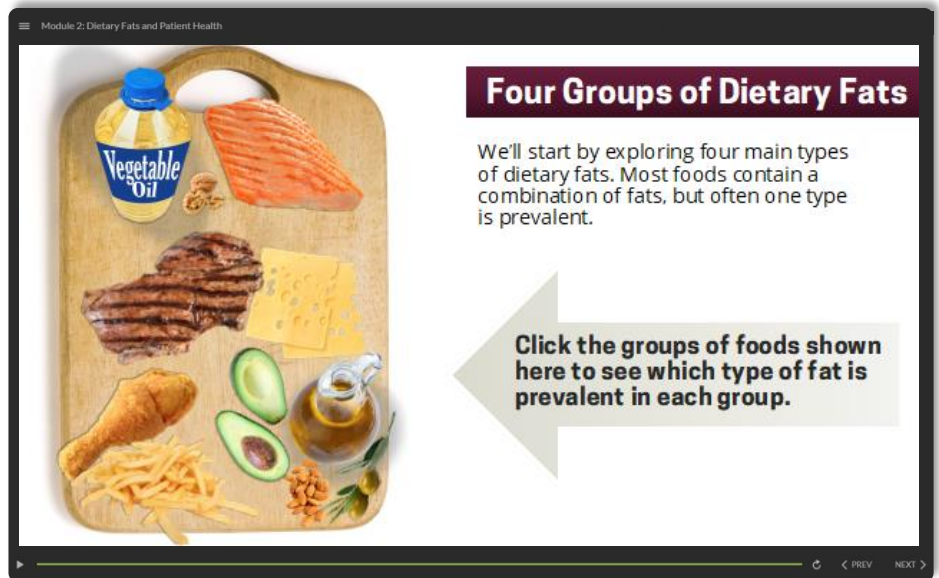 Module 2: Dietary Fats and Patient Health
Vegetable
Oil
Four Groups of Dietary Fats
We'll start by exploring four main types
of dietary fats. Most foods contain a
combination of fats, but often one type
is prevalent.
Click the groups of foods shown
here to see which type of fat is
prevalent in each group.
PREV
NEXT